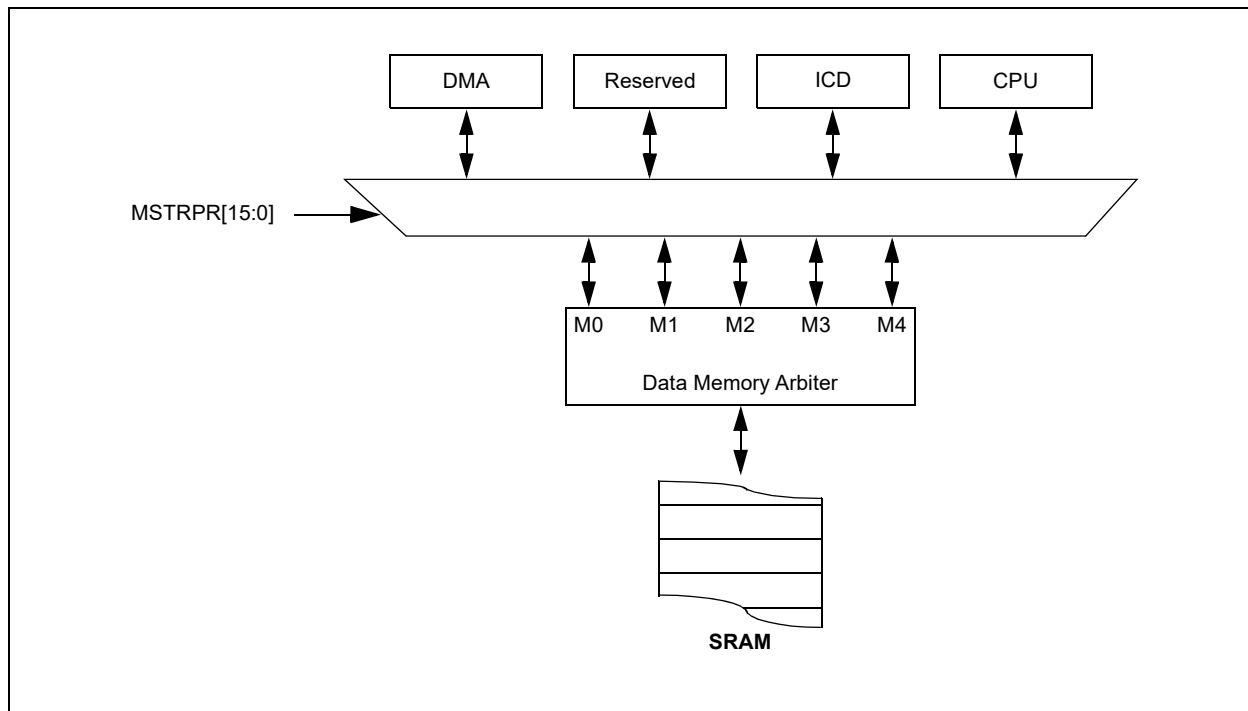 DMA Reserved ICD CPU
MSTRPR[15:0]
M0 M1 M2 M3 M4
Data Memory Arbiter
SRAM